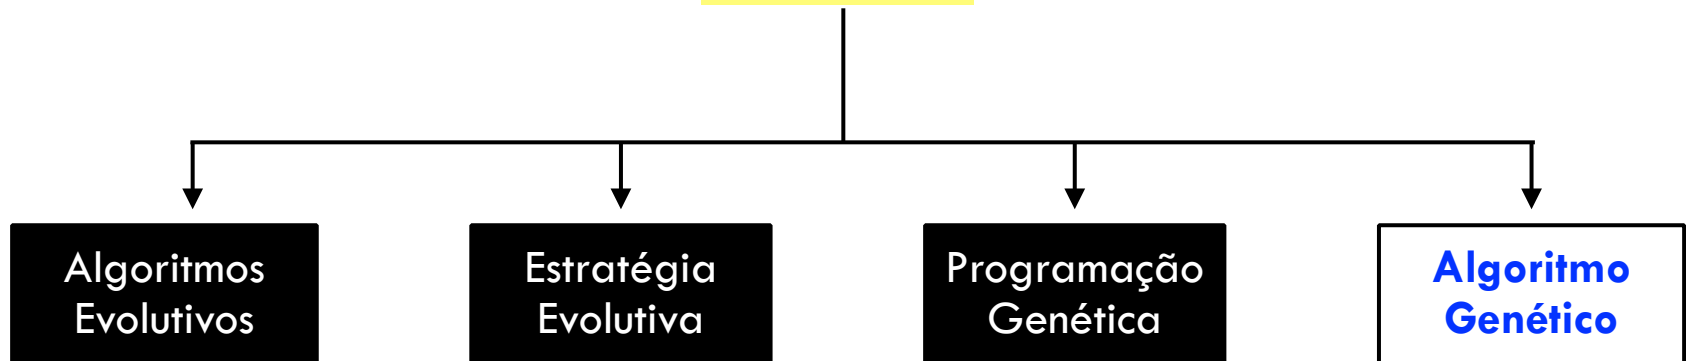 Algoritmos
Evolutivos
Estratégia
Evolutiva
Programação
Genética
Algoritmo
Genético